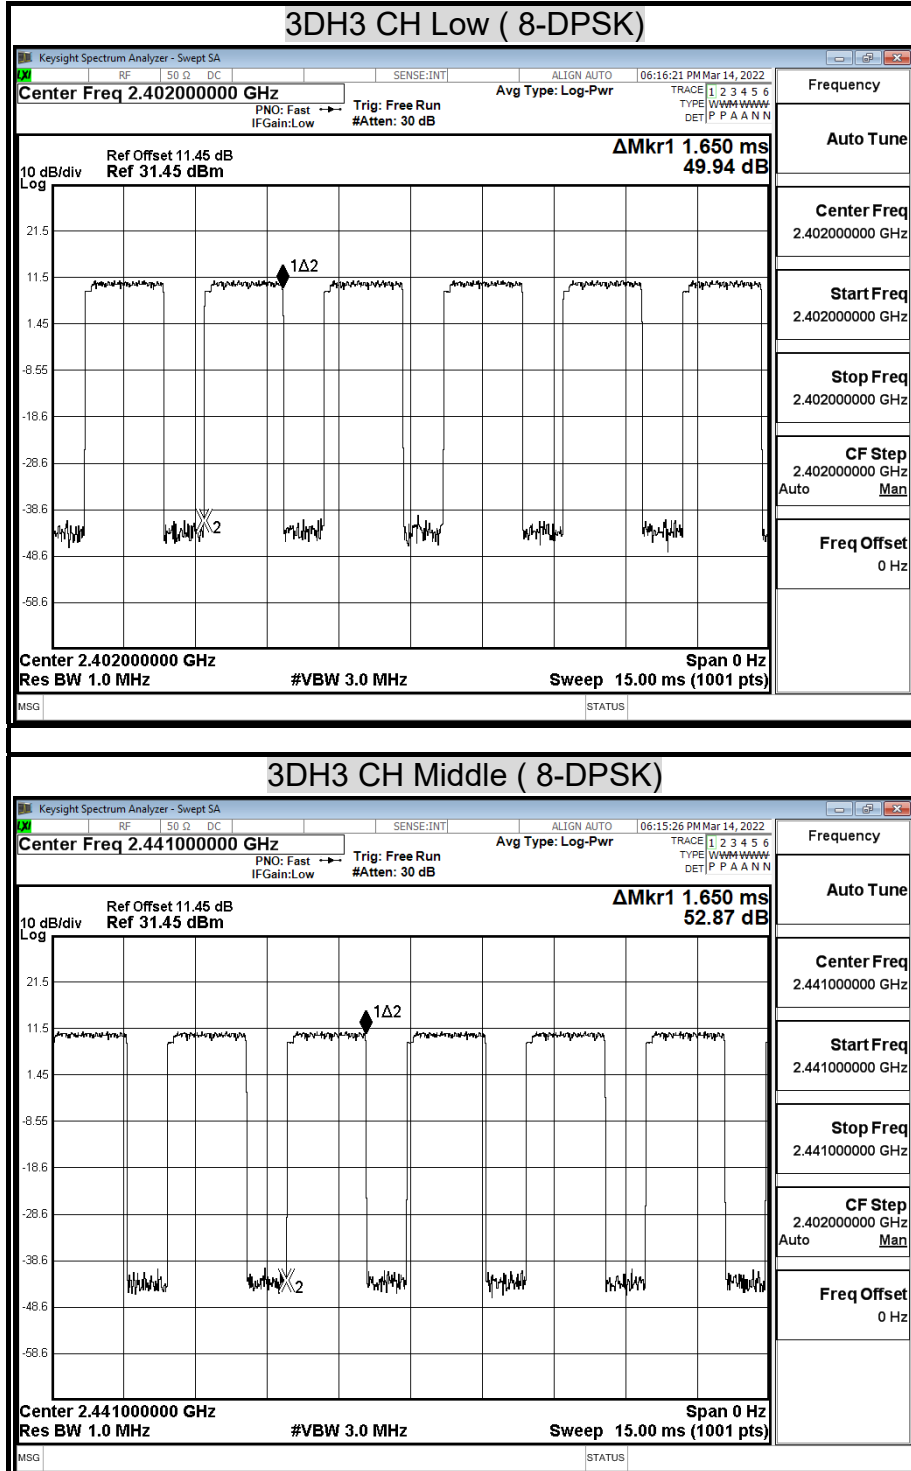 3DH3 CH Low ( 8-DPSK)
Keysight Spectrum Analyzer - Swept SA
LXI RF 50 Ω DC SENSE:INT ALIGN AUTO 06:16:21 PM Mar 14, 2022
Center Freq 2.402000000 GHz
PNO: Fast
IFGain:Low
Trig: Free Run
#Atten: 30 dB
Avg Type: Log-Pwr
TRACE 1 2 3 4 5 6
TYPE WWMWWWW
DET P P A A N N
ΔMkr1 1.650 ms
49.94 dB
Ref Offset 11.45 dB
10 dB/div Ref 31.45 dBm
Log
21.5
11.5
1.45
-8.55
-18.6
-28.6
-38.6
-48.6
-58.6
1Δ2
2
Center 2.402000000 GHz Span 0 Hz
Res BW 1.0 MHz #VBW 3.0 MHz Sweep 15.00 ms (1001 pts)
MSG STATUS
Frequency
Auto Tune
Center Freq
2.402000000 GHz
Start Freq
2.402000000 GHz
Stop Freq
2.402000000 GHz
CF Step
2.402000000 GHz
Auto Man
Freq Offset
0 Hz
3DH3 CH Middle ( 8-DPSK)
Keysight Spectrum Analyzer - Swept SA
LXI RF 50 Ω DC SENSE:INT ALIGN AUTO 06:15:26 PM Mar 14, 2022
Center Freq 2.441000000 GHz
PNO: Fast
IFGain:Low
Trig: Free Run
#Atten: 30 dB
Avg Type: Log-Pwr
TRACE 1 2 3 4 5 6
TYPE WWMWWWW
DET P P A A N N
ΔMkr1 1.650 ms
52.87 dB
Ref Offset 11.45 dB
10 dB/div Ref 31.45 dBm
Log
21.5
11.5
1.45
-8.55
-18.6
-28.6
-38.6
-48.6
-58.6
1Δ2
2
Center 2.441000000 GHz Span 0 Hz
Res BW 1.0 MHz #VBW 3.0 MHz Sweep 15.00 ms (1001 pts)
MSG STATUS
Frequency
Auto Tune
Center Freq
2.441000000 GHz
Start Freq
2.441000000 GHz
Stop Freq
2.441000000 GHz
CF Step
2.402000000 GHz
Auto Man
Freq Offset
0 Hz